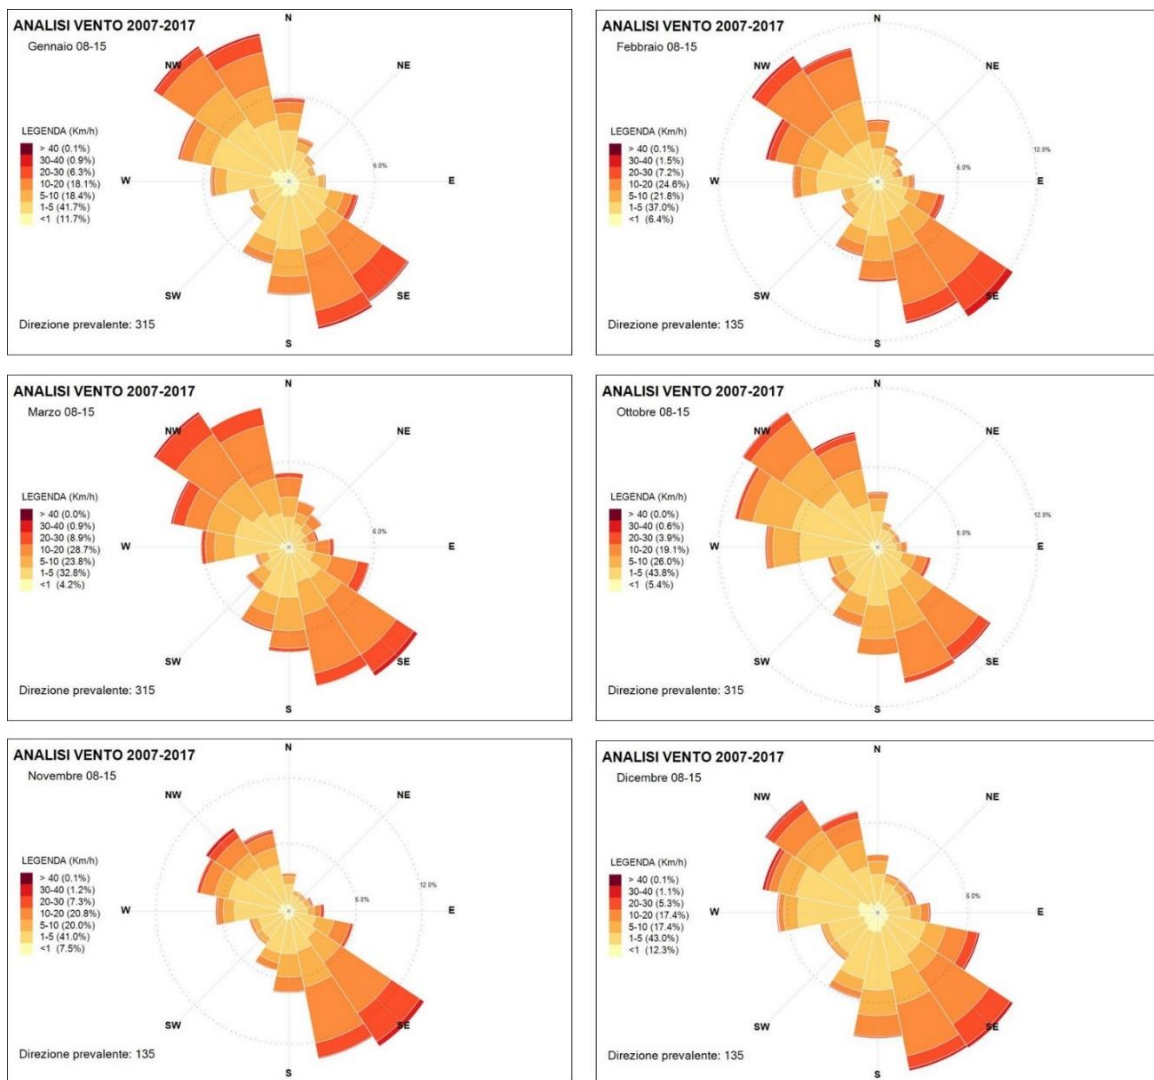 ANALISI VENTO 2007-2017
Gennaio 08-15
N
NW
NE
LEGENDA (Km/h)
> 40 (0.1%)
30-40 (0.9%)
20-30 (6.3%)
10-20 (18.1%)
5-10 (18.4%)
1-5 (41.7%)
<1 (11.7%)
6.0%
W
E
SW
SE
Direzione prevalente: 315
S
ANALISI VENTO 2007-2017
Febbraio 08-15
N
NW
NE
LEGENDA (Km/h)
> 40 (0.1%)
30-40 (1.5%)
20-30 (7.2%)
10-20 (24.6%)
5-10 (21.8%)
1-5 (37.0%)
<1 (6.4%)
6.0%
12.0%
W
E
SW
SE
Direzione prevalente: 135
S
ANALISI VENTO 2007-2017
Marzo 08-15
N
NW
NE
LEGENDA (Km/h)
> 40 (0.0%)
30-40 (0.9%)
20-30 (8.9%)
10-20 (28.7%)
5-10 (23.8%)
1-5 (32.8%)
<1 (4.2%)
6.0%
W
E
SW
SE
Direzione prevalente: 315
S
ANALISI VENTO 2007-2017
Ottobre 08-15
N
NW
NE
LEGENDA (Km/h)
> 40 (0.0%)
30-40 (0.6%)
20-30 (3.9%)
10-20 (19.1%)
5-10 (26.0%)
1-5 (43.8%)
<1 (5.4%)
6.0%
12.0%
W
E
SW
SE
Direzione prevalente: 315
S
ANALISI VENTO 2007-2017
Novembre 08-15
N
NW
NE
LEGENDA (Km/h)
> 40 (0.1%)
30-40 (1.2%)
20-30 (7.3%)
10-20 (20.8%)
5-10 (20.0%)
1-5 (41.0%)
<1 (7.5%)
6.0%
12.0%
W
E
SW
SE
Direzione prevalente: 135
S
ANALISI VENTO 2007-2017
Dicembre 08-15
N
NW
NE
LEGENDA (Km/h)
> 40 (0.1%)
30-40 (1.1%)
20-30 (5.3%)
10-20 (17.4%)
5-10 (17.4%)
1-5 (43.0%)
<1 (12.3%)
6.0%
W
E
SW
SE
Direzione prevalente: 135
S